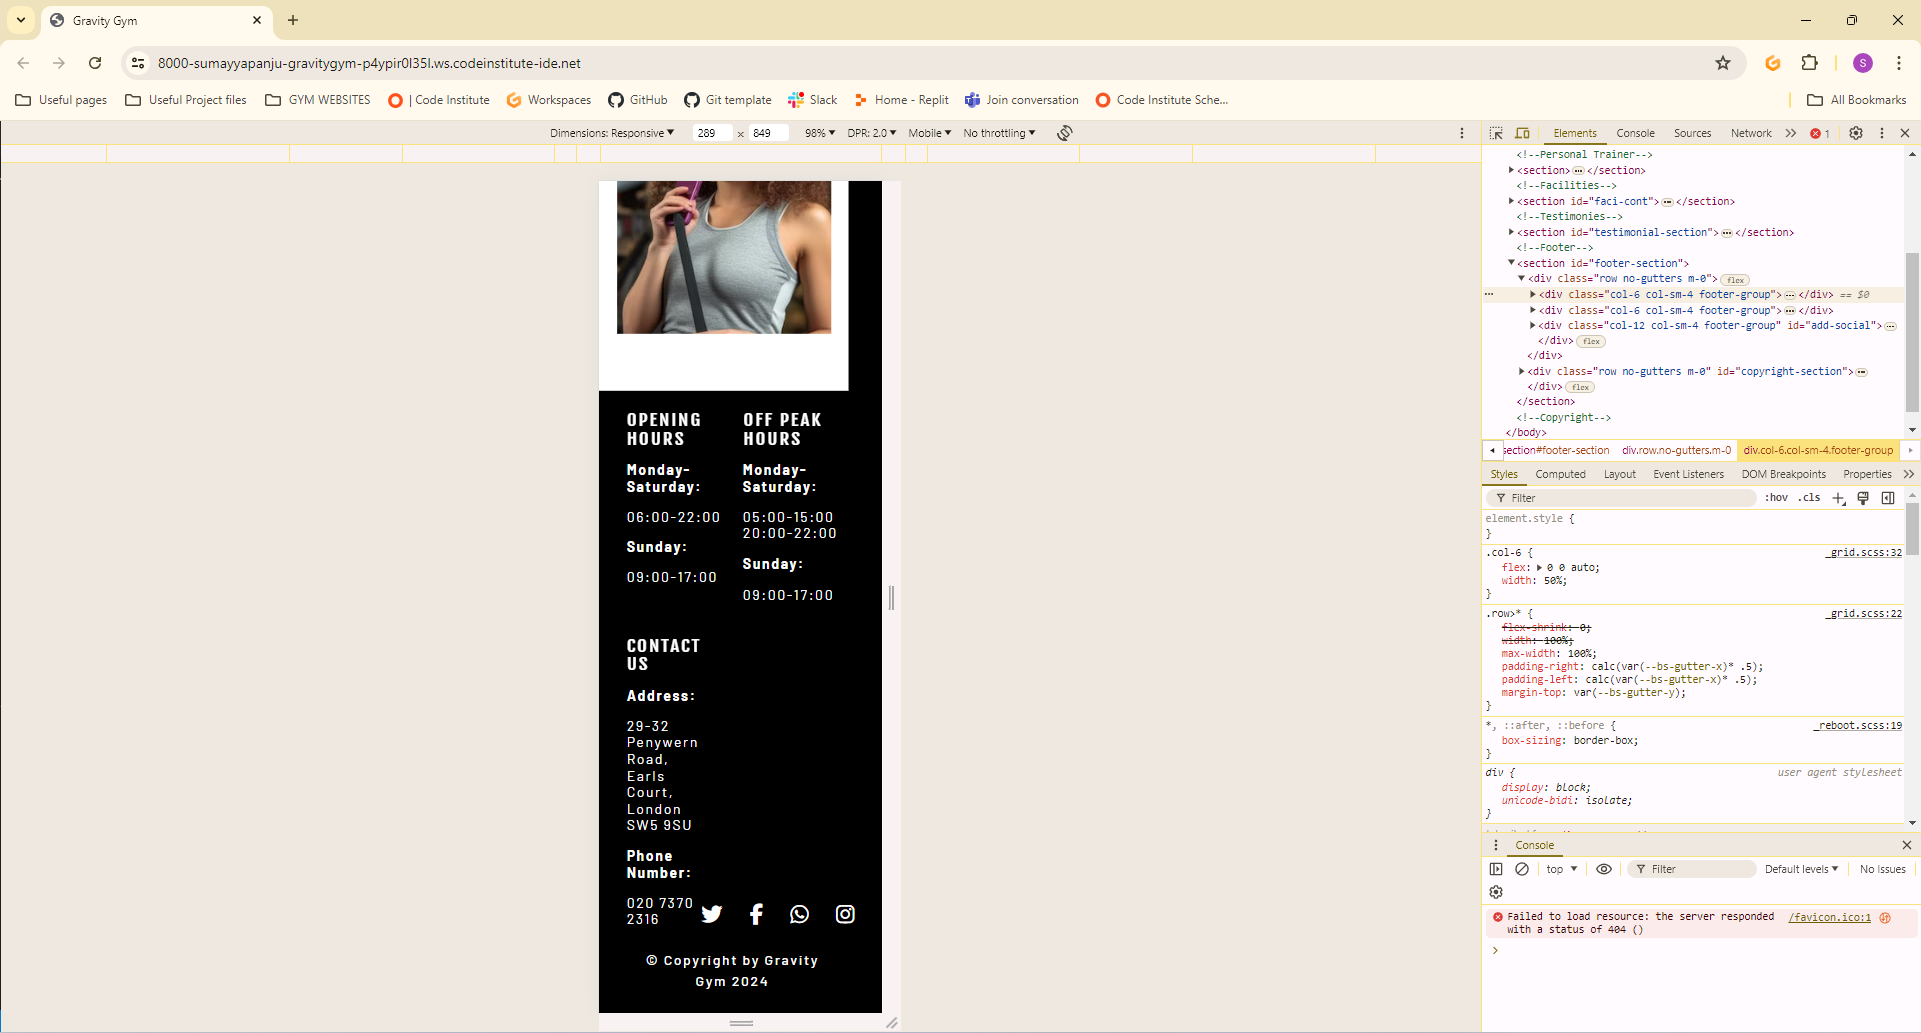 Gravity Gym
8000-sumayyapanju-gravitygym-p4ypir0l35l.ws.codeinstitute-ide.net
S
Useful pages
Useful Project files
GYM WEBSITES
| Code Institute
Workspaces
GitHub
Git template
Slack
Home - Replit
Join conversation
Code Institute Sche...
All Bookmarks
Dimensions: Responsive
289 × 849
98%
DPR: 2.0
Mobile
No throttling
OPENING
HOURS
Monday-
Saturday:
06:00-22:00
Sunday:
09:00-17:00
OFF PEAK
HOURS
Monday-
Saturday:
05:00-15:00
20:00-22:00
Sunday:
09:00-17:00
CONTACT
US
Address:
29-32
Penywern
Road,
Earls
Court,
London
SW5 9SU
Phone
Number:
020 7370
2316
© Copyright by Gravity
Gym 2024
Elements
Console
Sources
Network
1
<!--Personal Trainer-->
<section>…</section>
<!--Facilities-->
<section id="faci-cont">…</section>
<!--Testimonies-->
<section id="testimonial-section">…</section>
<!--Footer-->
<section id="footer-section">
<div class="row no-gutters m-0"> flex
<div class="col-6 col-sm-4 footer-group">…</div> == $0
<div class="col-6 col-sm-4 footer-group">…</div>
<div class="col-12 col-sm-4 footer-group" id="add-social">…
</div> flex
</div>
<div class="row no-gutters m-0" id="copyright-section">…
</div> flex
</section>
<!--Copyright-->
</body>
section#footer-section
div.row.no-gutters.m-0
div.col-6.col-sm-4.footer-group
Styles
Computed
Layout
Event Listeners
DOM Breakpoints
Properties
Filter
:hov .cls
element.style {
}
.col-6 { _grid.scss:32
flex: 0 0 auto;
width: 50%;
}
.row>* { _grid.scss:22
flex-shrink: 0;
width: 100%;
max-width: 100%;
padding-right: calc(var(--bs-gutter-x)* .5);
padding-left: calc(var(--bs-gutter-x)* .5);
margin-top: var(--bs-gutter-y);
}
*, ::after, ::before { _reboot.scss:19
box-sizing: border-box;
}
div { user agent stylesheet
display: block;
unicode-bidi: isolate;
}
Console
top
Filter
Default levels
No Issues
Failed to load resource: the server responded /favicon.ico:1
with a status of 404 ()